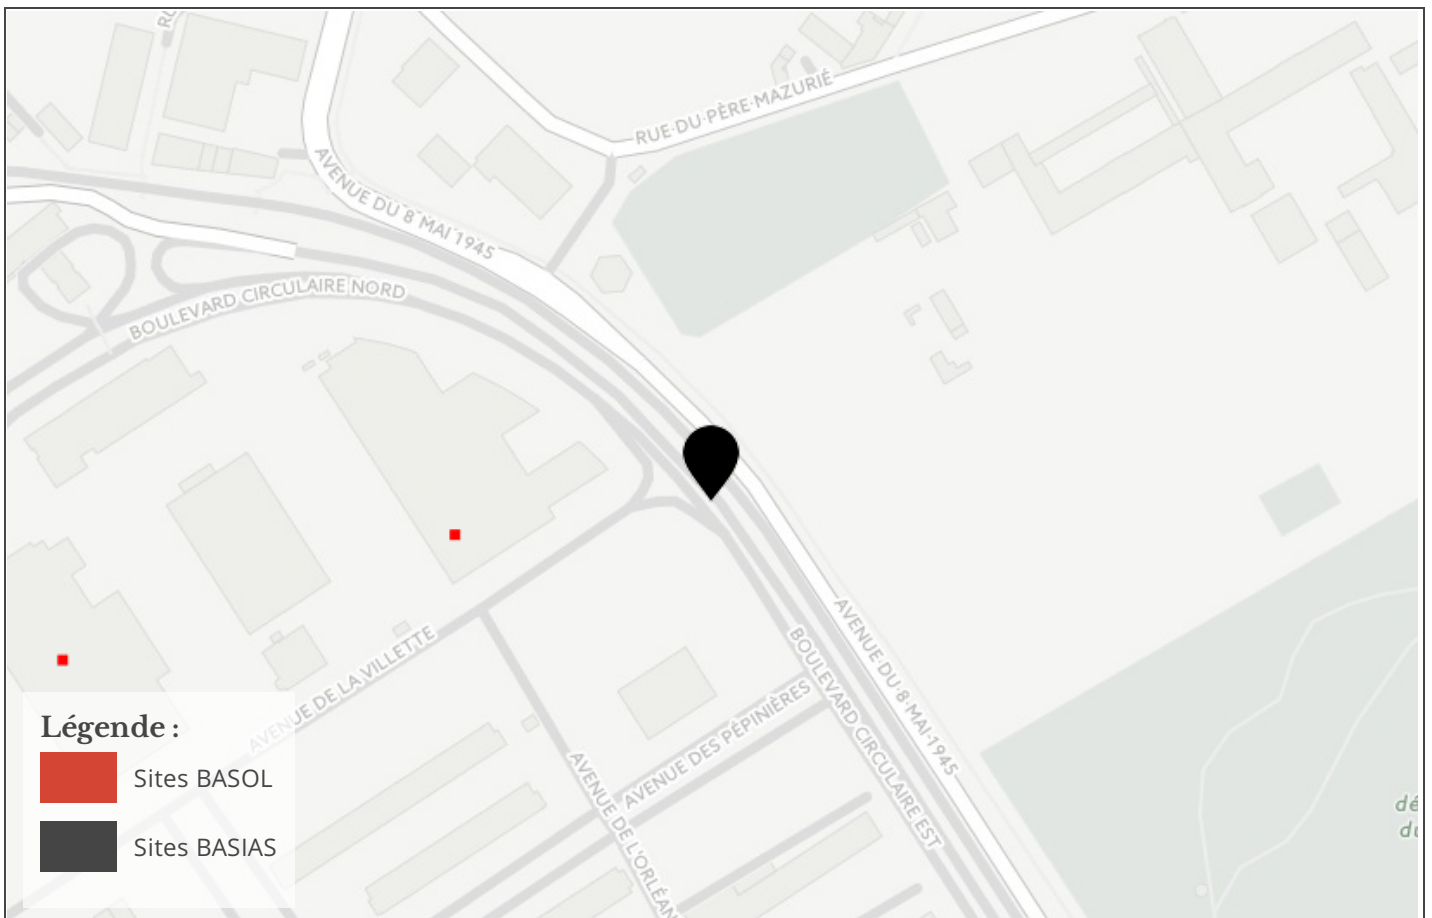 RUE DU PÈRE MAZURIÉ
AVENUE DU 8 MAI 1945
BOULEVARD CIRCULAIRE NORD
AVENUE DU 8 MAI 1945
BOULEVARD CIRCULAIRE EST
AVENUE DE LA VILLETTE
AVENUE DES PÉPINIÈRES
AVENUE DE L'ORLÉAN
Légende :
Sites BASOL
Sites BASIAS